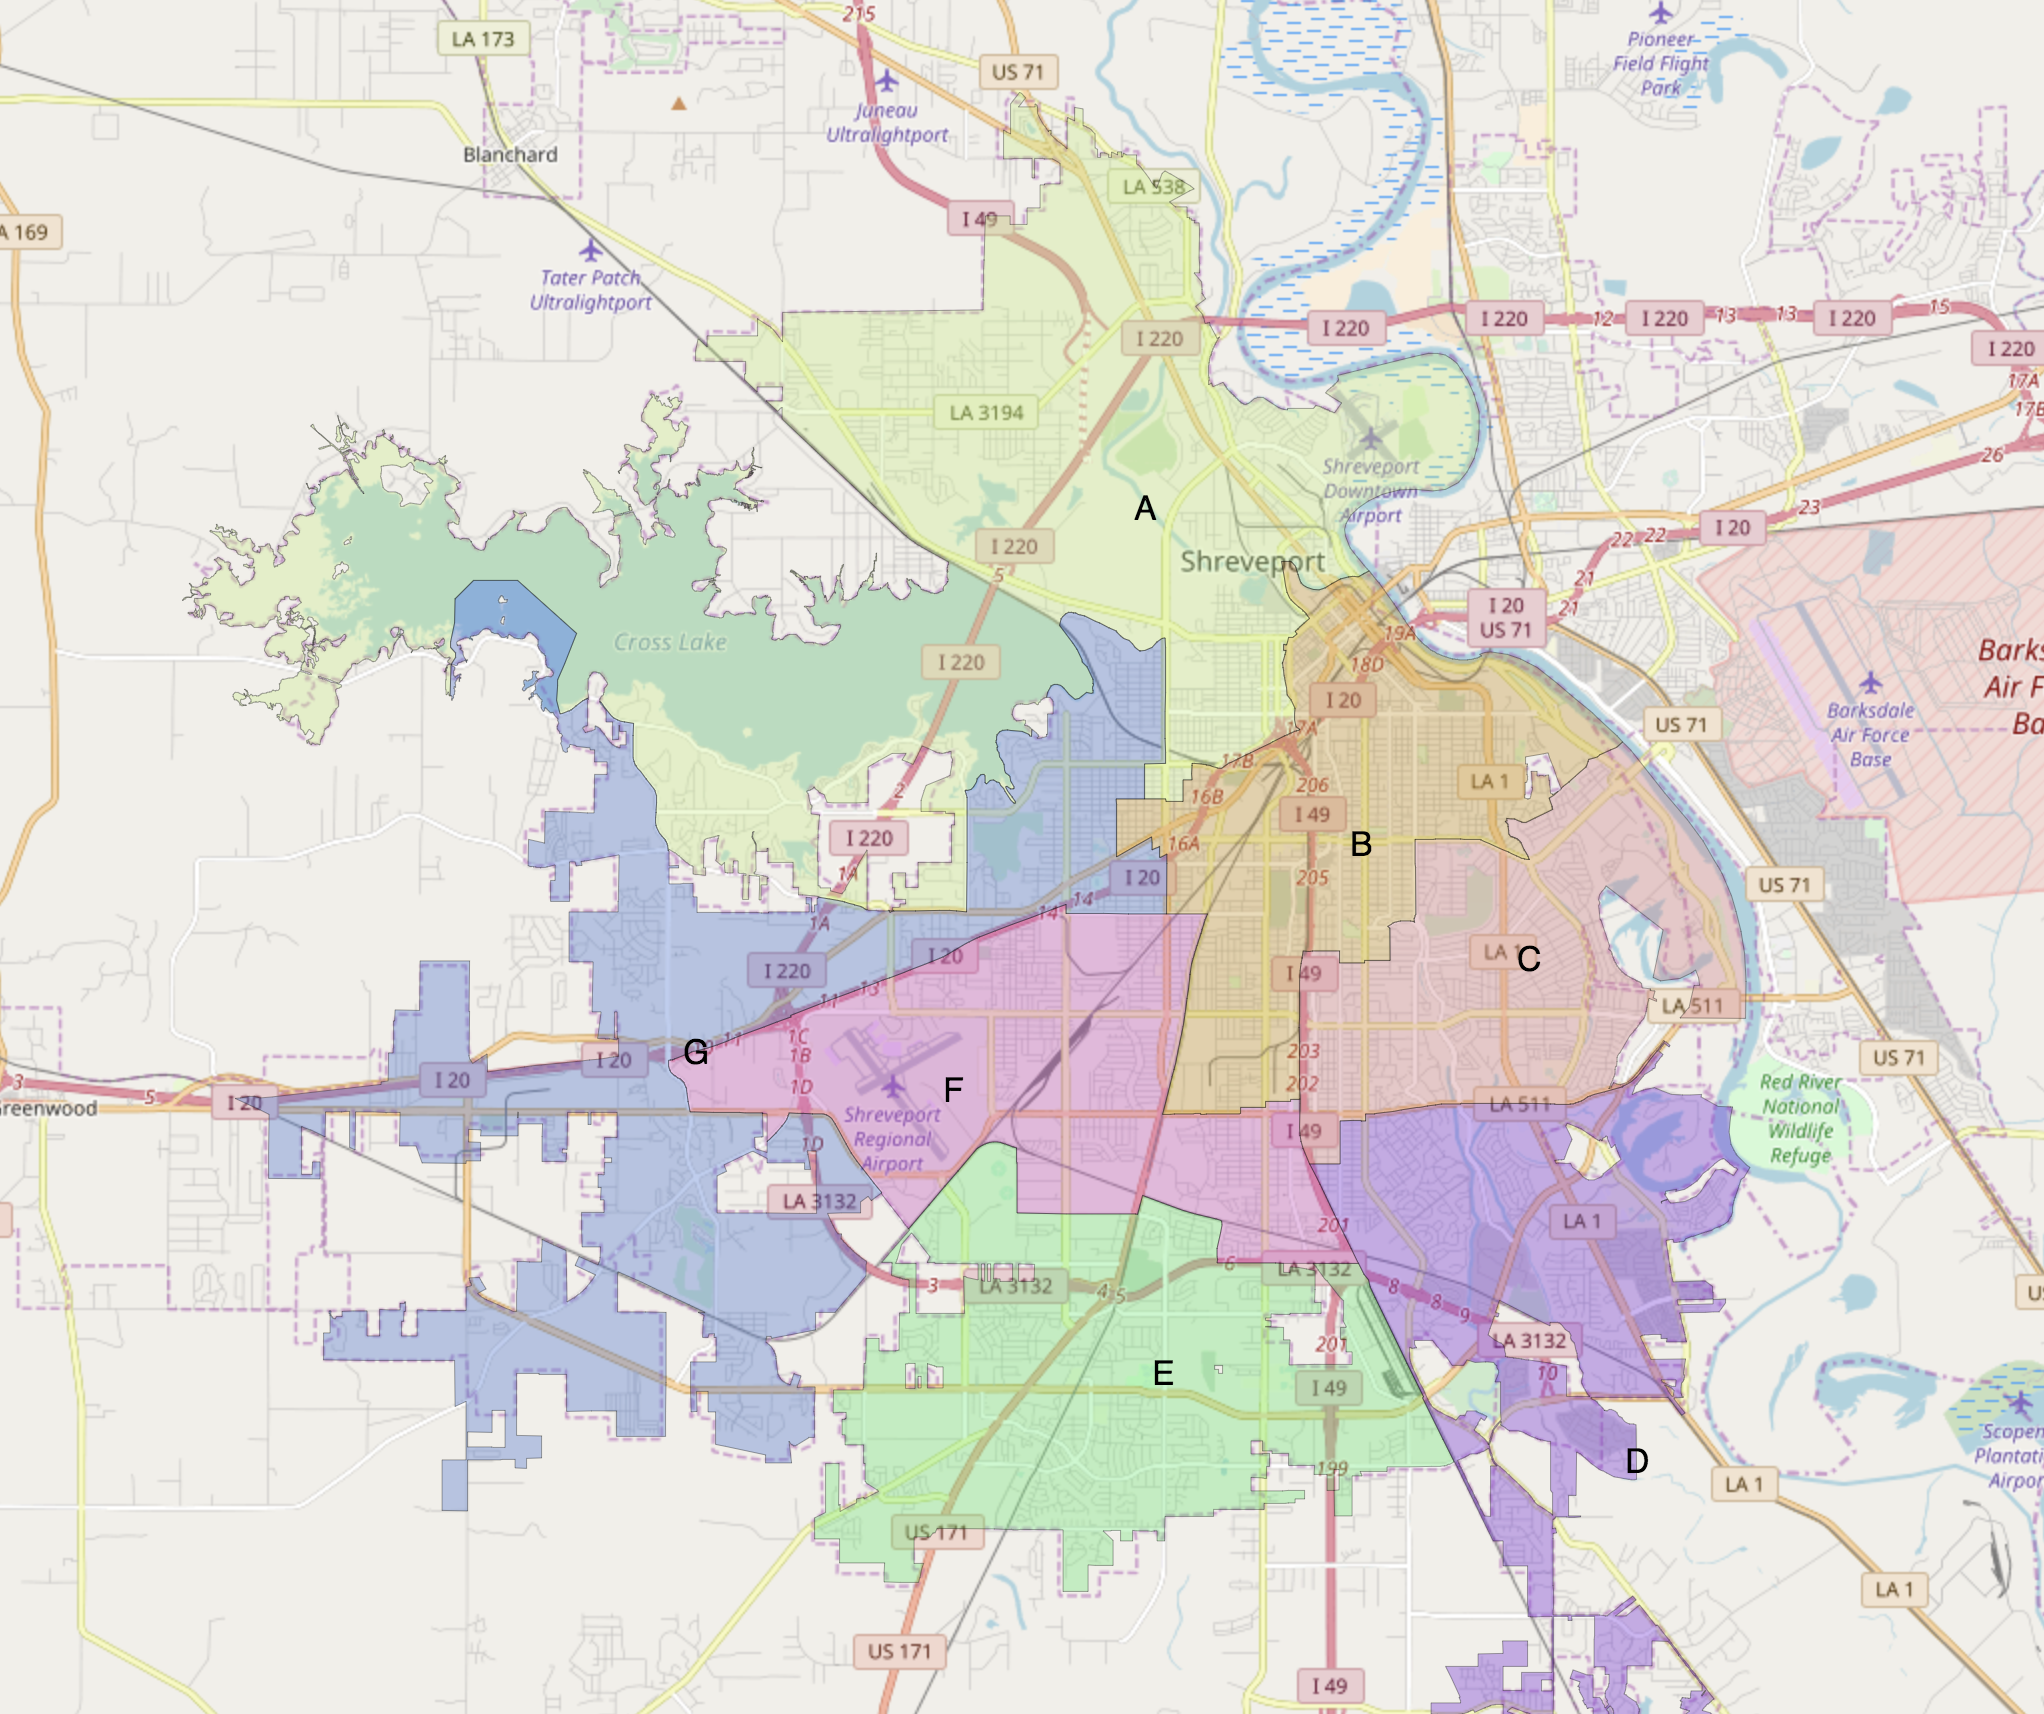 215
LA 173
US 71
Pioneer
Field Flight
Park
Juneau
Ultralightport
Blanchard
LA 538
A 169
I 49
Tater Patch
Ultralightport
I 220
I 220
I 220
I 220
I 220
I 220
12
13
13
15
17A
17B
LA 3194
Shreveport
Downtown
Airport
A
26
23
22
22
I 20
I 220
5
Shreveport
21
21
I 20
US 71
19A
18D
Cross Lake
I 220
Barks
Air F
Ba
I 20
Barksdale
Air Force
Base
US 71
17A
17B
206
16B
LA 1
2
I 220
I 49
16A
B
1A
I 20
205
US 71
14
14
1A
I 20
I 220
13
11
LA 1
C
I 49
LA 511
11
G
1C
1B
1D
I 20
I 20
3
5
I 20
Greenwood
F
Shreveport
Regional
Airport
203
202
US 71
LA 511
Red River
National
Wildlife
Refuge
I 49
1D
LA 3132
201
LA 1
6
LA 3132
3
LA 3132
4
5
8
8
9
U
LA 3132
201
E
I 49
10
199
D
Scopen
Plantati
Airpor
LA 1
US 171
LA 1
US 171
I 49